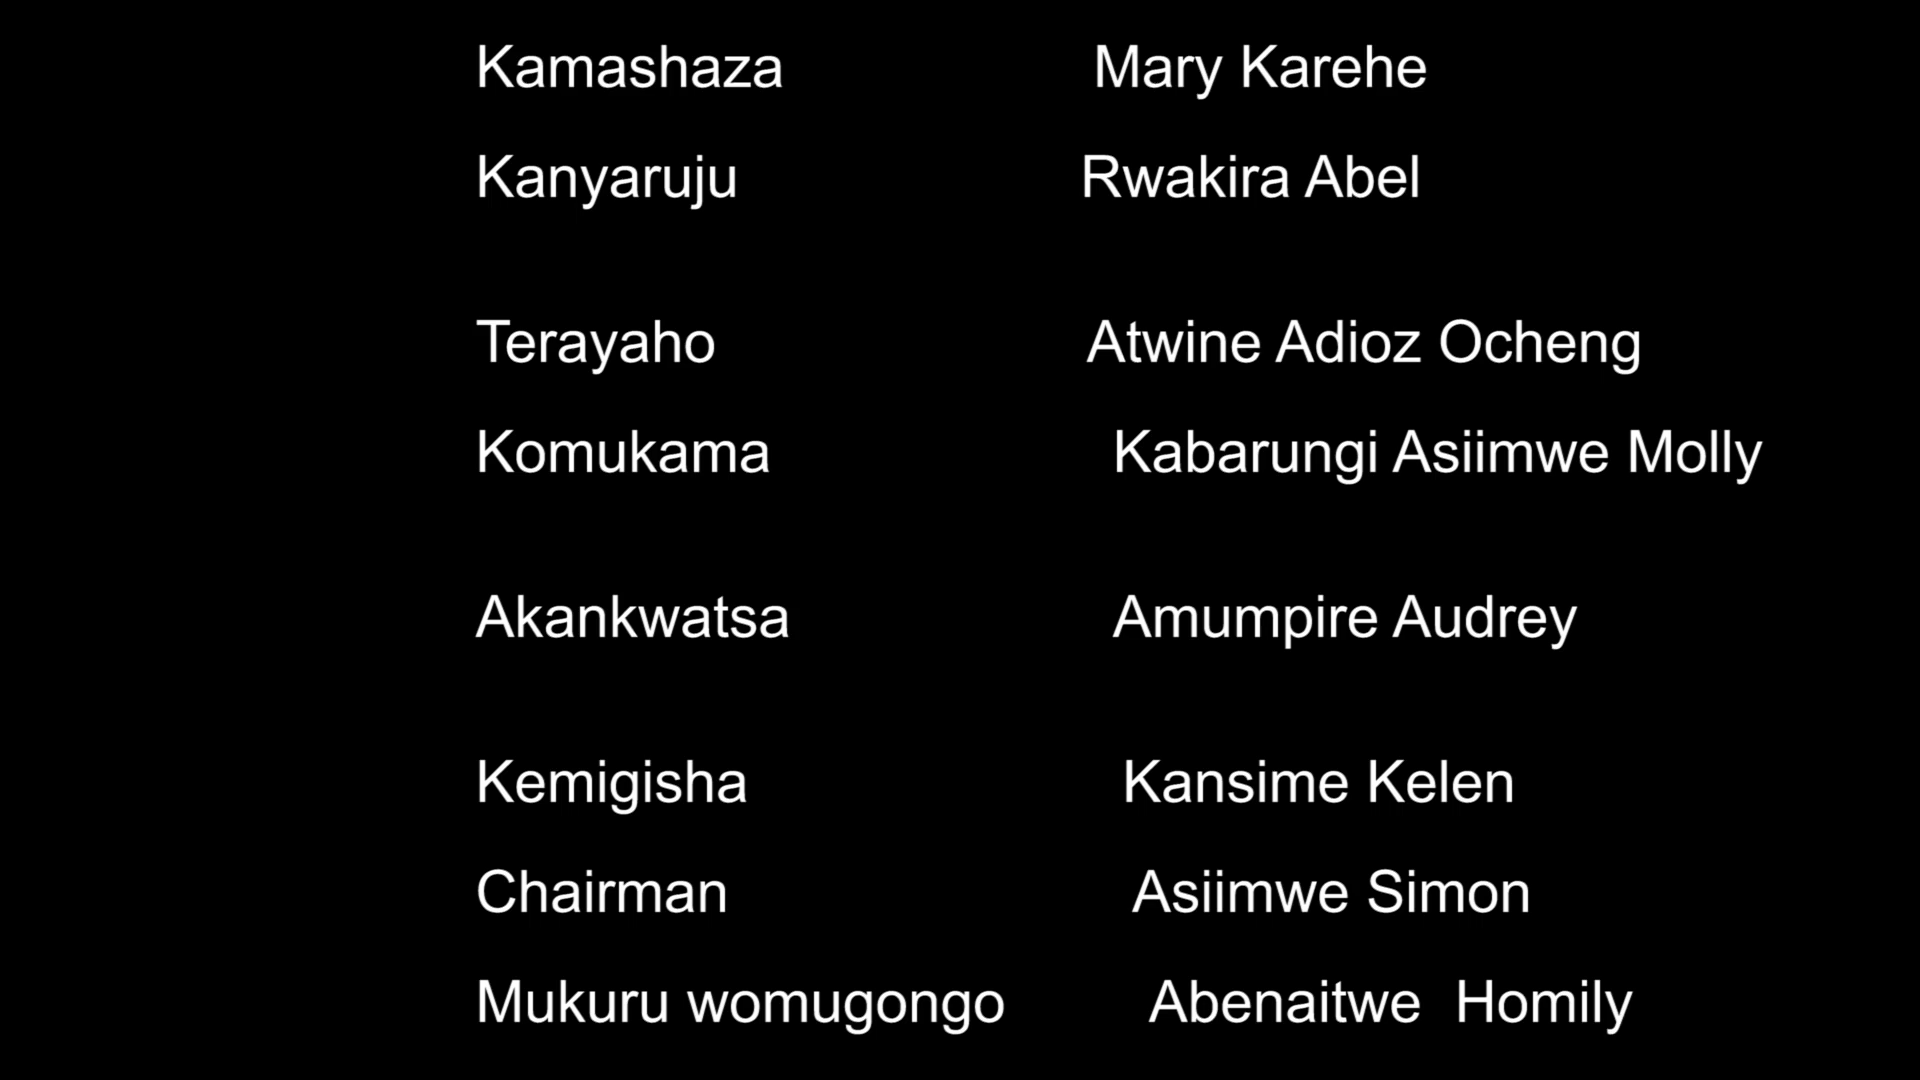 Kamashaza Mary Karehe
Kanyaruju Rwakira Abel
Terayaho Atwine Adioz Ocheng
Komukama Kabarungi Asiimwe Molly
Akankwatsa Amumpire Audrey
Kemigisha Kansime Kelen
Chairman Asiimwe Simon
Mukuru womugongo Abenaitwe Homily